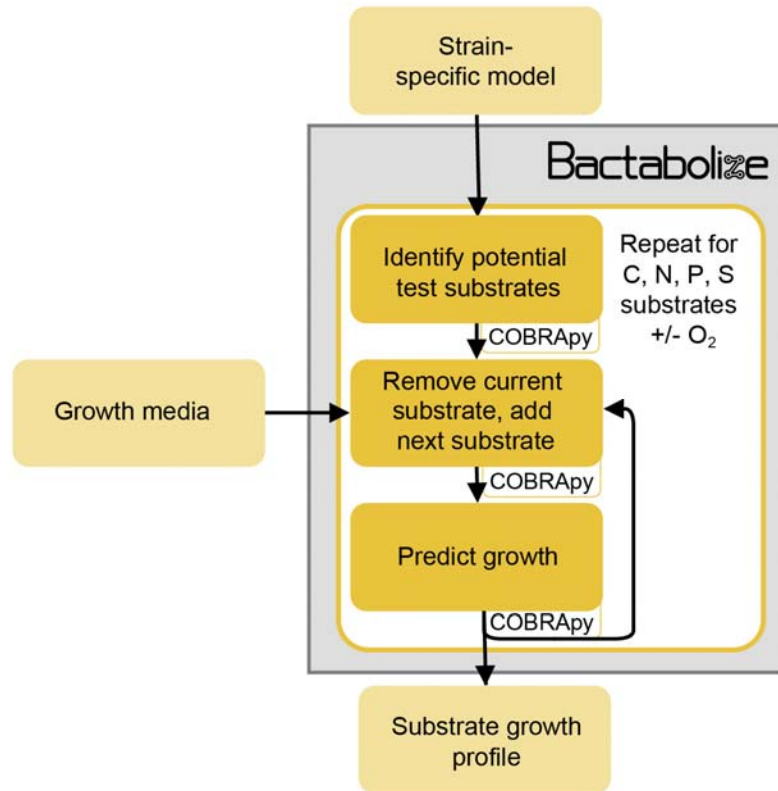 Strain-
specific model
Bactabolize
Identify potential
test substrates
Repeat for
C, N, P, S
substrates
+/- O₂
COBRApy
Growth media
Remove current
substrate, add
next substrate
COBRApy
Predict growth
COBRApy
Substrate growth
profile